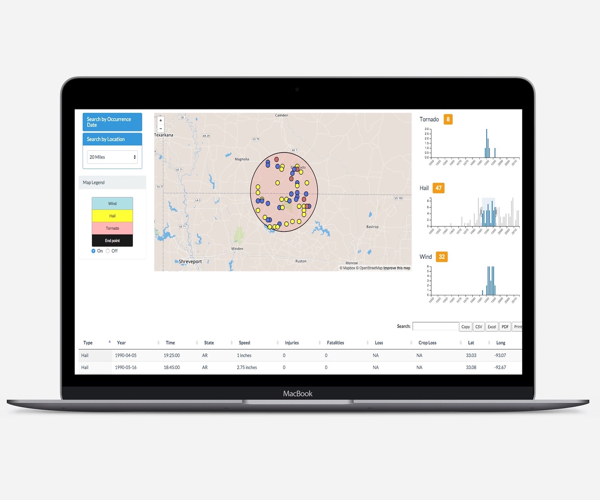 Search by Occurrence
Date
Search by Location
20 Miles
Map Legend
Wind
Hail
Tornado
End point
On Off
+
-
Camden
Texarkana
Magnolia
Minden
Shreveport
Ruston
Monroe
Bastrop
© Mapbox © OpenStreetMap Improve this map
Tornado 8
Hail 47
Wind 32
Search:
Copy CSV Excel PDF Print
Type Year Time State Speed Injuries Fatalities Loss Crop Loss Lat Long
Hail 1990-04-05 19:25:00 AR 1 inches 0 0 NA NA 33.03 -93.07
Hail 1990-05-16 18:45:00 AR 2.75 inches 0 0 NA NA 33.08 -92.67
MacBook